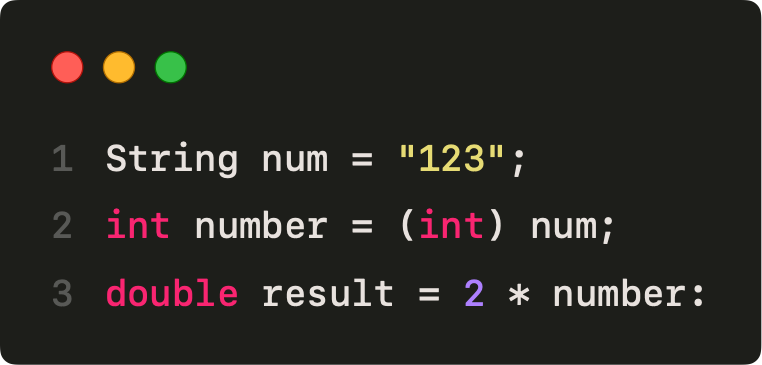 1 String num = "123";
2 int number = (int) num;
3 double result = 2 * number: